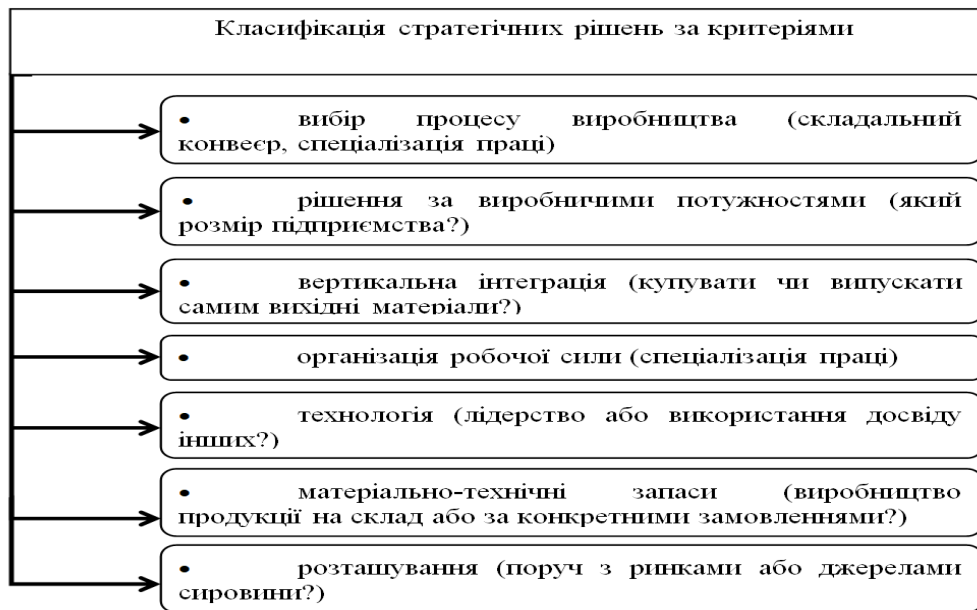 Класифікація стратегічних рішень за критеріями
• вибір процесу виробництва (складальний
конвеєр, спеціалізація праці)
• рішення за виробничими потужностями (який
розмір підприємства?)
• вертикальна інтеграція (купувати чи випускати
самим вихідні матеріали?)
• організація робочої сили (спеціалізація праці)
• технологія (лідерство або використання досвіду
інших?)
• матеріально-технічні запаси (виробництво
продукції на склад або за конкретними замовленнями?)
• розташування (поруч з ринками або джерелами
сировини?)